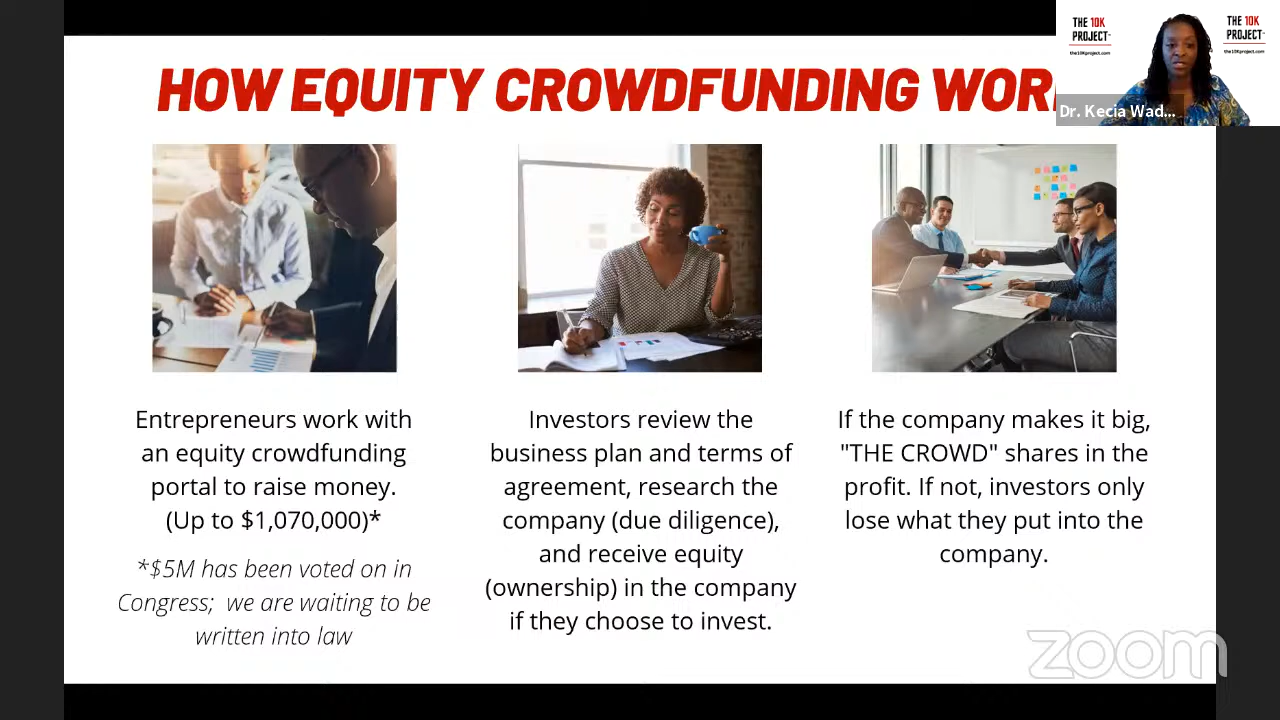 HOW EQUITY CROWDFUNDING
THE 10K
PROJECT
the10Kproject.com
THE 10K
PROJECT
the10Kproject.com
Dr. Kecia Wad...
Entrepreneurs work with
an equity crowdfunding
portal to raise money.
(Up to $1,070,000)*
*$5M has been voted on in
Congress; we are waiting to be
written into law
Investors review the
business plan and terms of
agreement, research the
company (due diligence),
and receive equity
(ownership) in the company
if they choose to invest.
If the company makes it big,
"THE CROWD" shares in the
profit. If not, investors only
lose what they put into the
company.
zoom